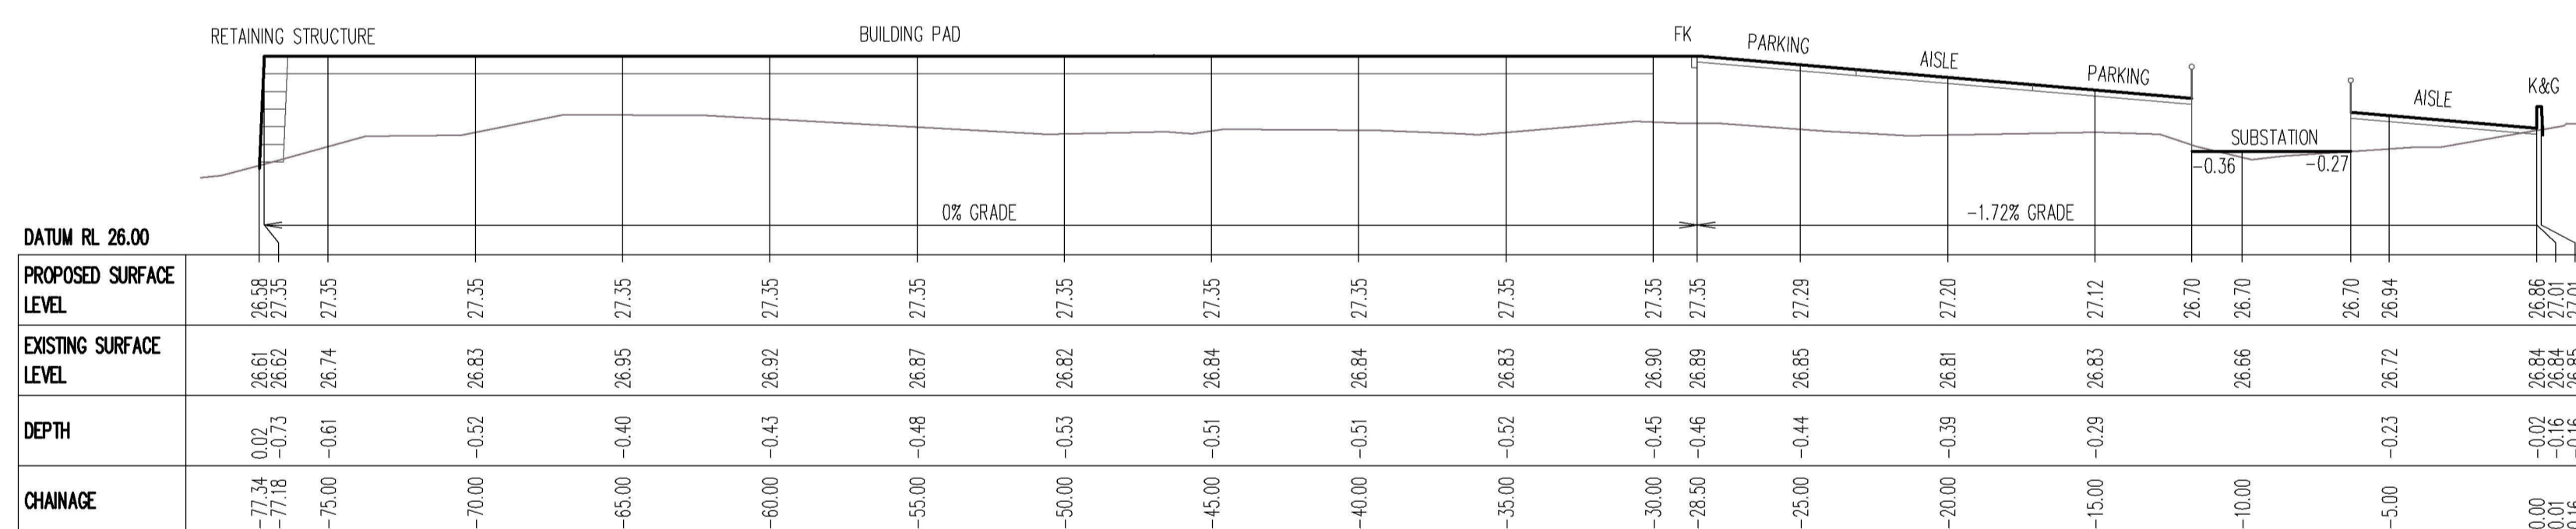 RETAINING STRUCTURE
BUILDING PAD
FK
PARKING
AISLE
PARKING
AISLE
K&G
SUBSTATION
-0.36
-0.27
0% GRADE
-1.72% GRADE
DATUM RL 26.00
PROPOSED SURFACE LEVEL 26.58 27.35 27.35 27.35 27.35 27.35 27.35 27.35 27.35 27.35 27.35 27.35 27.35 27.29 27.20 27.12 26.70 26.70 26.70 26.94 26.86 27.01 27.01
EXISTING SURFACE LEVEL 26.61 26.62 26.74 26.83 26.95 26.92 26.87 26.82 26.84 26.84 26.83 26.90 26.89 26.85 26.81 26.83 26.66 26.72 26.84 26.84 26.85
DEPTH 0.02 -0.73 -0.61 -0.52 -0.40 -0.43 -0.48 -0.53 -0.51 -0.51 -0.52 -0.45 -0.46 -0.44 -0.39 -0.29 -0.23 -0.02 -0.16 -0.16
CHAINAGE -77.34 -77.18 -75.00 -70.00 -65.00 -60.00 -55.00 -50.00 -45.00 -40.00 -35.00 -30.00 -28.50 -25.00 -20.00 -15.00 -10.00 -5.00 0.00 0.01